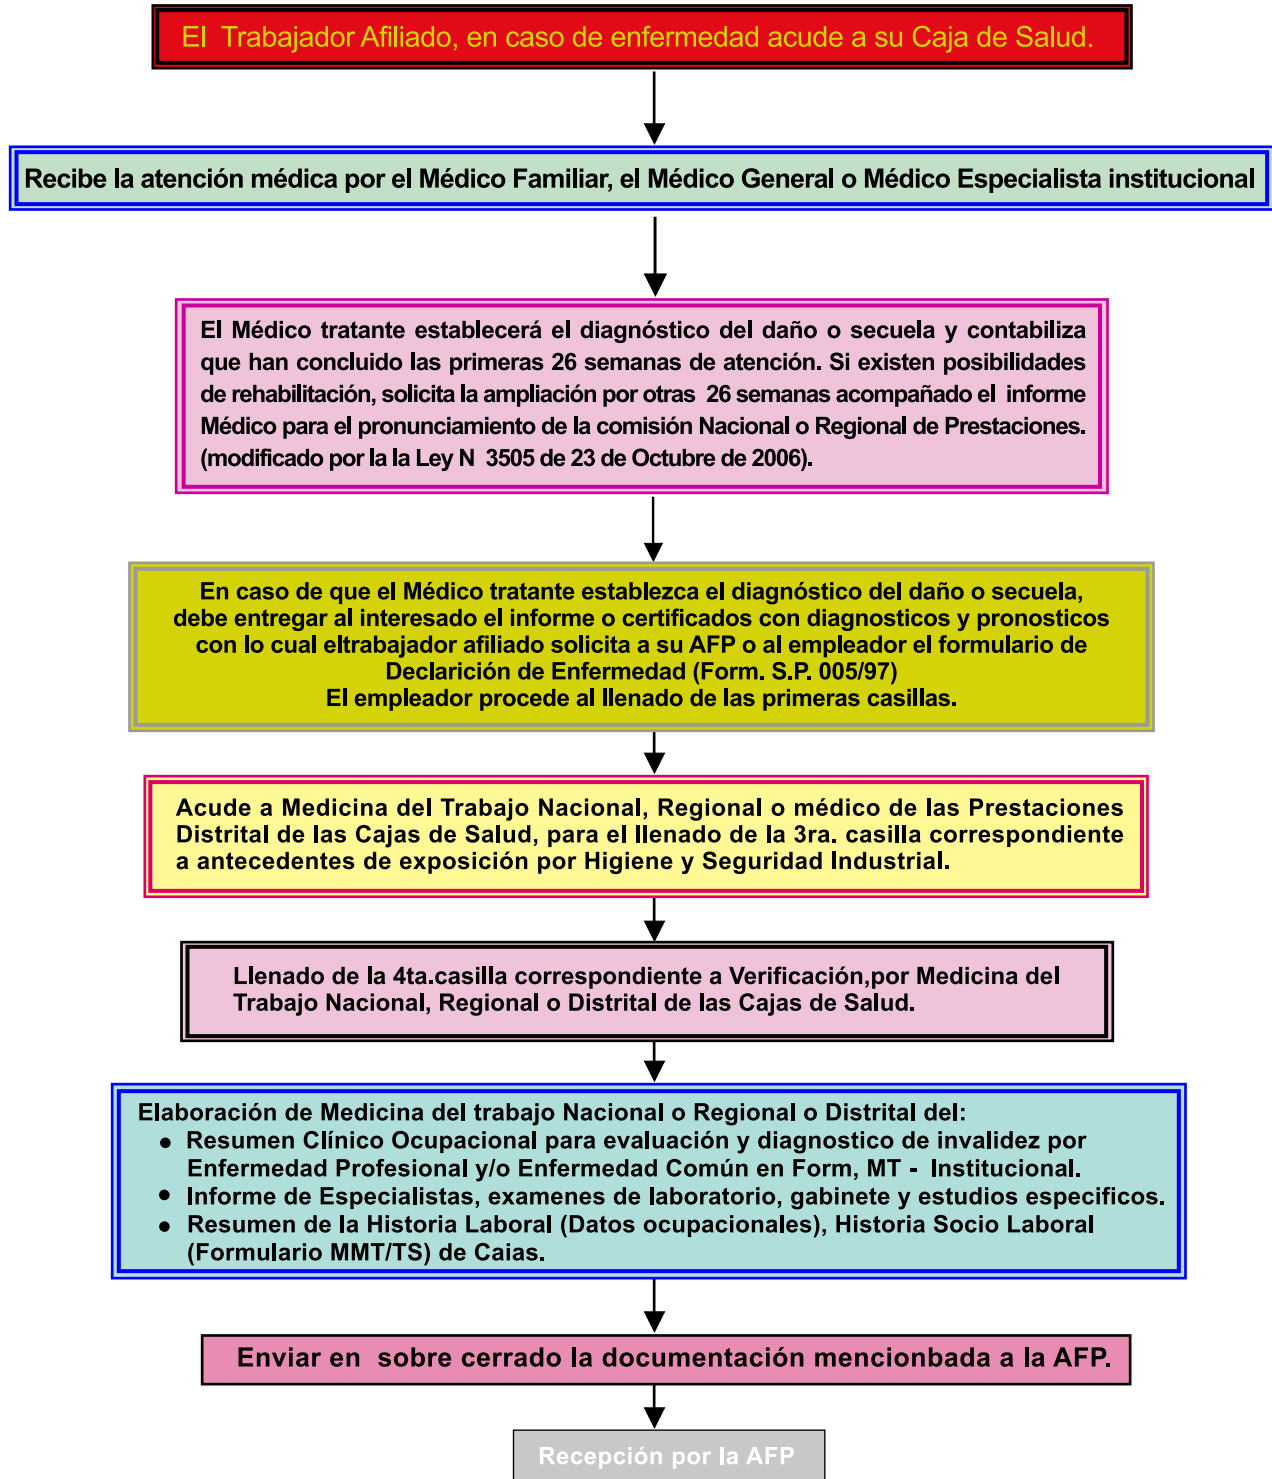 El Trabajador Afiliado, en caso de enfermedad acude a su Caja de Salud.
Recibe la atención médica por el Médico Familiar, el Médico General o Médico Especialista institucional
El Médico tratante establecerá el diagnóstico del daño o secuela y contabiliza
que han concluido las primeras 26 semanas de atención. Si existen posibilidades
de rehabilitación, solicita la ampliación por otras 26 semanas acompañado el informe
Médico para el pronunciamiento de la comisión Nacional o Regional de Prestaciones.
(modificado por la la Ley N 3505 de 23 de Octubre de 2006).
En caso de que el Médico tratante establezca el diagnóstico del daño o secuela,
debe entregar al interesado el informe o certificados con diagnosticos y pronosticos
con lo cual eltrabajador afiliado solicita a su AFP o al empleador el formulario de
Declarición de Enfermedad (Form. S.P. 005/97)
El empleador procede al llenado de las primeras casillas.
Acude a Medicina del Trabajo Nacional, Regional o médico de las Prestaciones
Distrital de las Cajas de Salud, para el llenado de la 3ra. casilla correspondiente
a antecedentes de exposición por Higiene y Seguridad Industrial.
Llenado de la 4ta.casilla correspondiente a Verificación,por Medicina del
Trabajo Nacional, Regional o Distrital de las Cajas de Salud.
Elaboración de Medicina del trabajo Nacional o Regional o Distrital del:
● Resumen Clínico Ocupacional para evaluación y diagnostico de invalidez por
Enfermedad Profesional y/o Enfermedad Común en Form, MT - Institucional.
● Informe de Especialistas, examenes de laboratorio, gabinete y estudios especificos.
● Resumen de la Historia Laboral (Datos ocupacionales), Historia Socio Laboral
(Formulario MMT/TS) de Caias.
Enviar en sobre cerrado la documentación mencionbada a la AFP.
Recepción por la AFP